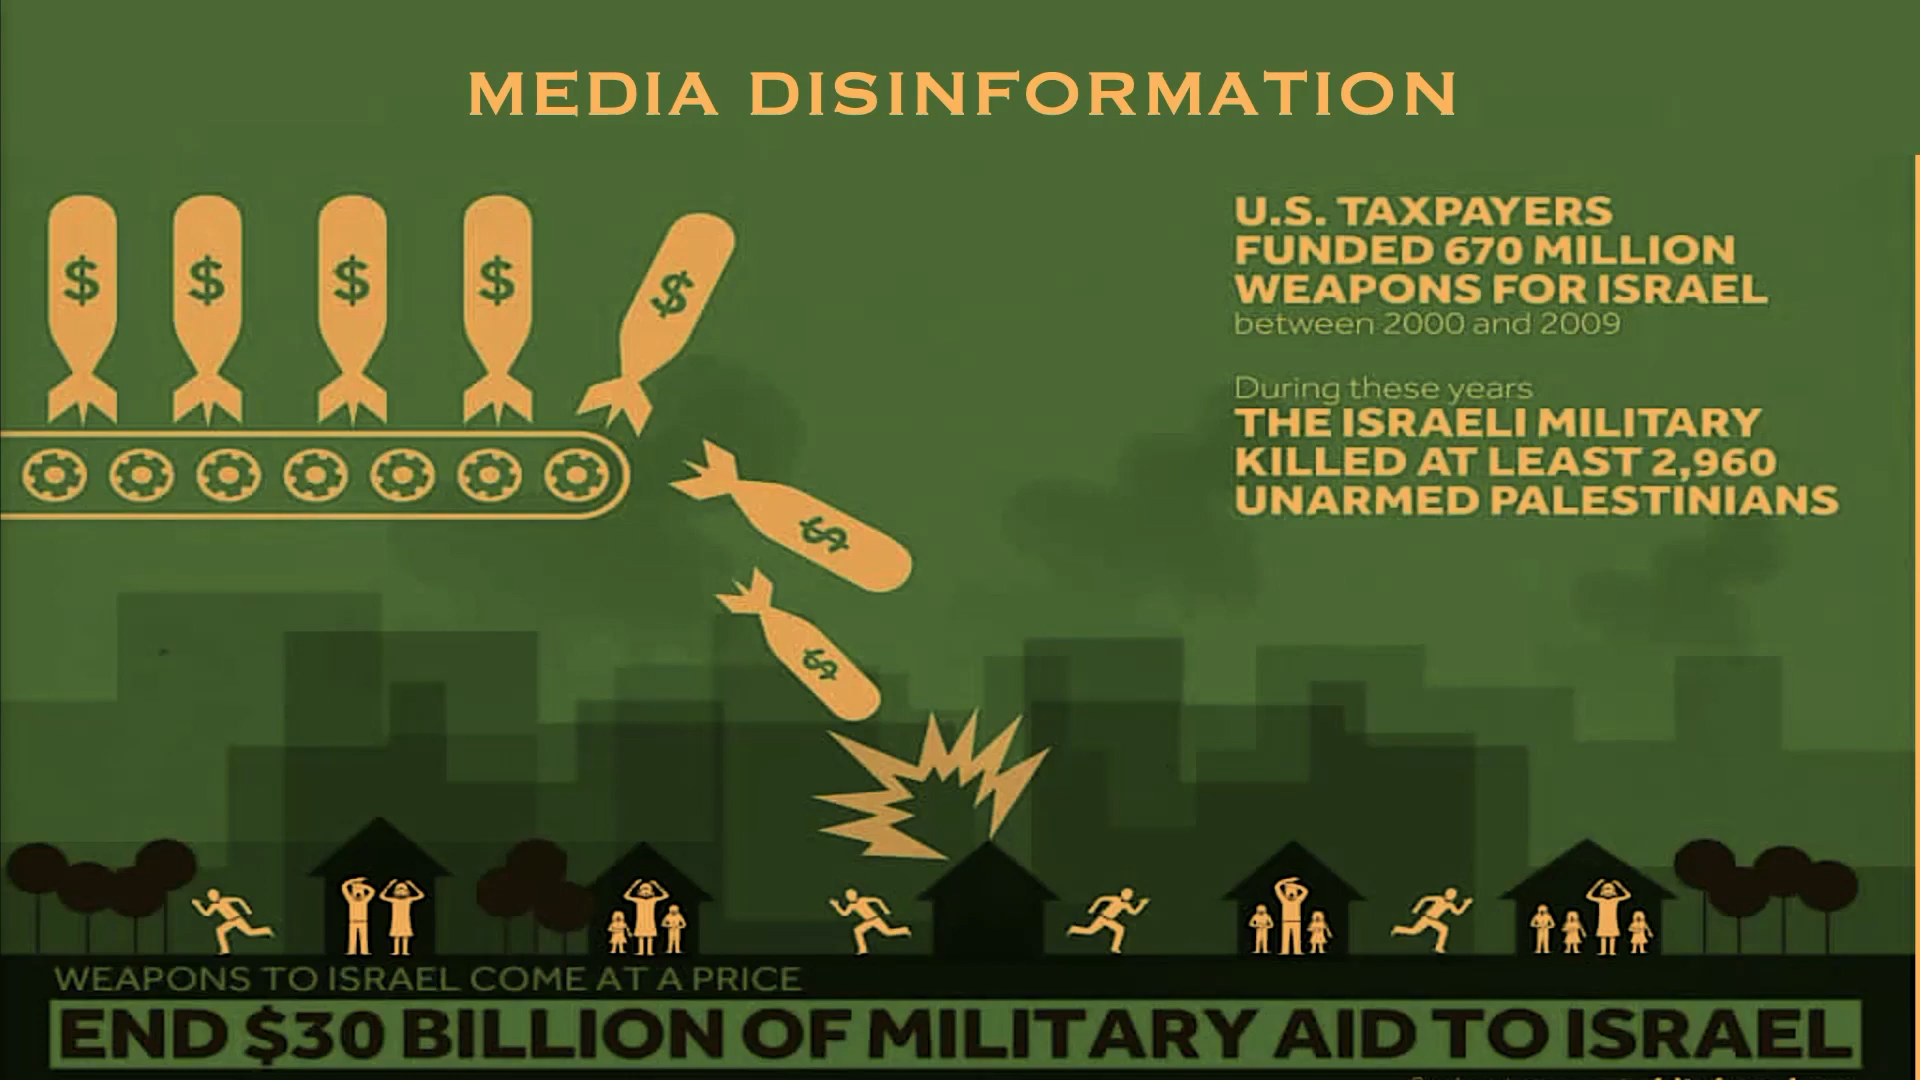 MEDIA DISINFORMATION
$ $ $ $ $
U.S. TAXPAYERS
FUNDED 670 MILLION
WEAPONS FOR ISRAEL
between 2000 and 2009
During these years
THE ISRAELI MILITARY
KILLED AT LEAST 2,960
UNARMED PALESTINIANS
$
$
WEAPONS TO ISRAEL COME AT A PRICE
END $30 BILLION OF MILITARY AID TO ISRAEL